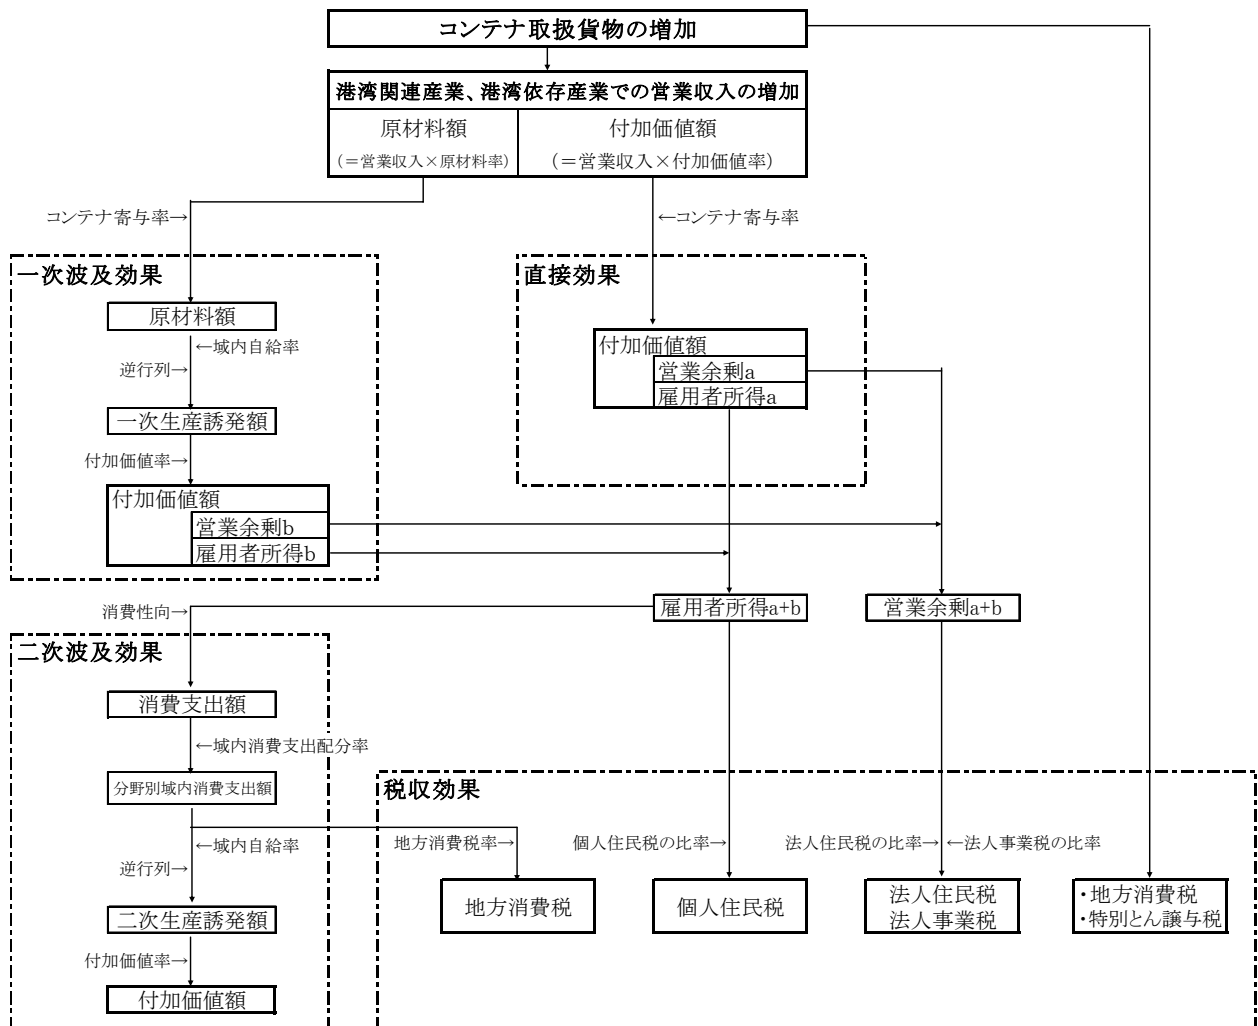 コンテナ取扱貨物の増加
港湾関連産業、港湾依存産業での営業収入の増加
原材料額
(=営業収入×原材料率)
付加価値額
(=営業収入×付加価値率)
コンテナ寄与率→
←コンテナ寄与率
一次波及効果
原材料額
←域内自給率
逆行列→
一次生産誘発額
付加価値率→
付加価値額
営業余剰b
雇用者所得b
直接効果
付加価値額
営業余剰a
雇用者所得a
消費性向→
雇用者所得a+b
営業余剰a+b
二次波及効果
消費支出額
←域内消費支出配分率
分野別域内消費支出額
←域内自給率
逆行列→
二次生産誘発額
付加価値率→
付加価値額
税収効果
地方消費税率→
個人住民税の比率→
法人住民税の比率→
←法人事業税の比率
地方消費税
個人住民税
法人住民税
法人事業税
・地方消費税
・特別とん譲与税